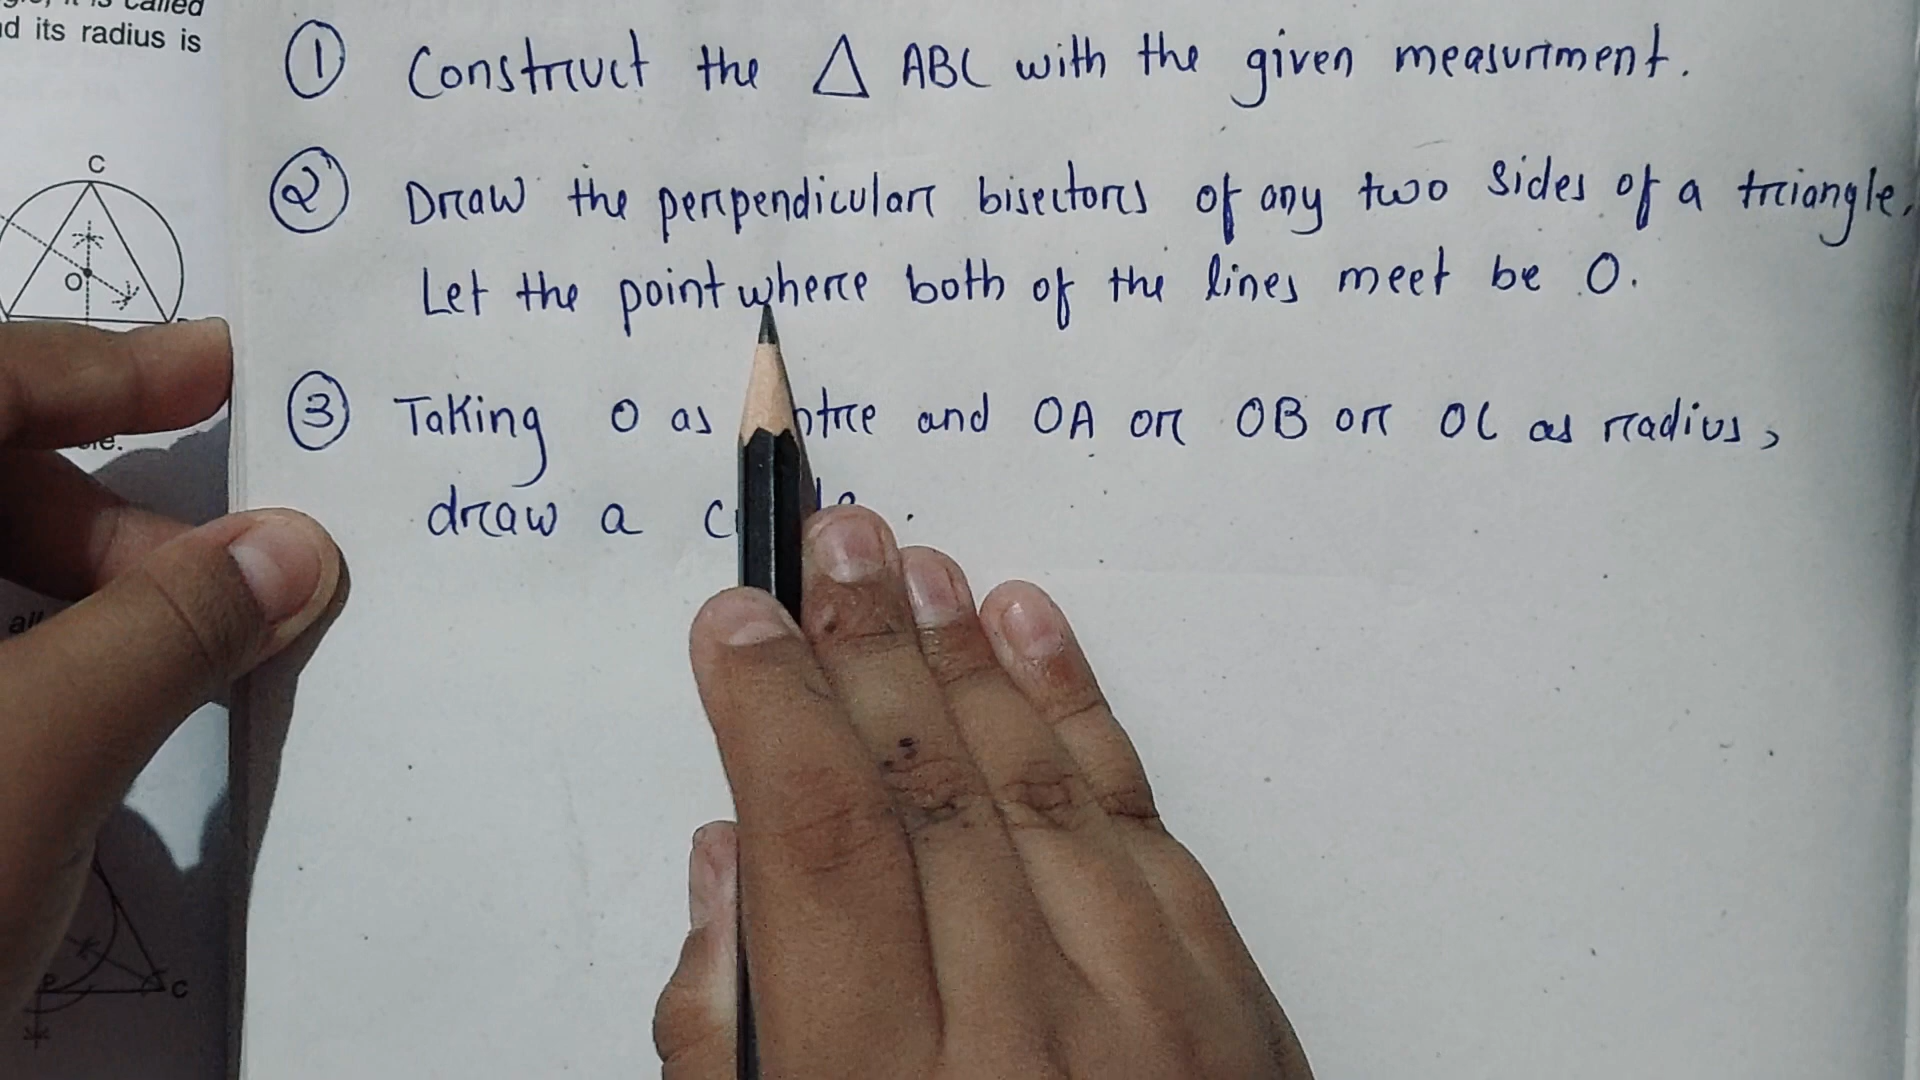 is called
d its radius is
C
O
① Construct the △ ABC with the given measurment.
② Draw the perpendicular bisectors of any two sides of a triangle.
Let the point where both of the lines meet be O.
③ Taking O as and OA or OB or OC as radius,
draw a
C